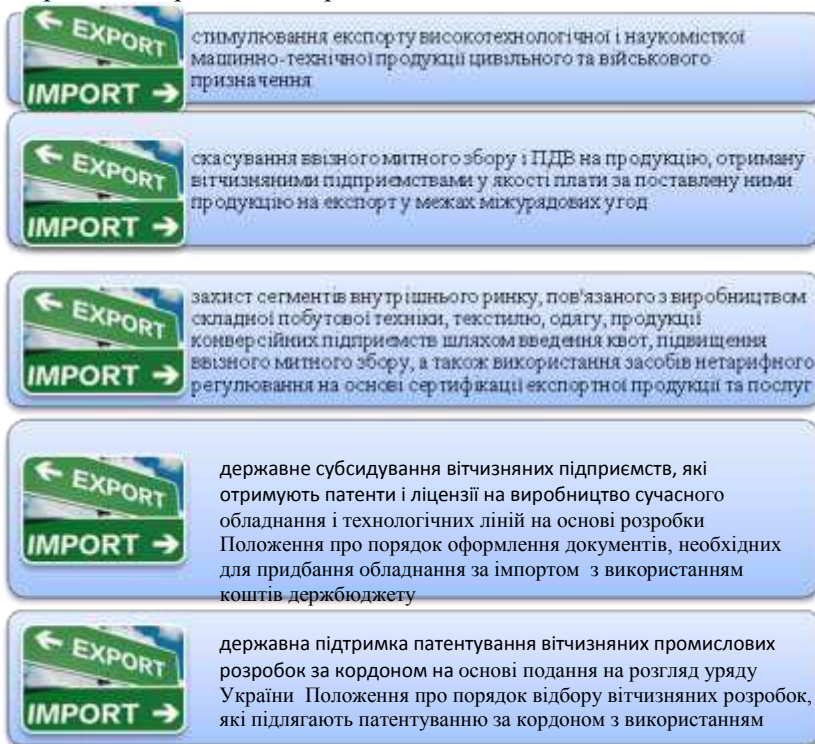 ← EXPORT
IMPORT →
стимулювання експорту високотехнологічної і наукомісткої
машинно-технічної продукції цивільного та військового
призначення
← EXPORT
IMPORT →
скасування ввізного митного збору і ПДВ на продукцію, отриману
вітчизняними підприємствами у якості плати за поставлену ними
продукцію на експорт у межах міжурядових угод
← EXPORT
IMPORT →
захист сегментів внутрішнього ринку, пов'язаного з виробництвом
складної побутової техніки, текстилю, одягу, продукції
конверсійних підприємств шляхом введення квот, підвищення
ввізного митного збору, а також використання засобів нетарифного
регулювання на основі сертифікації експортної продукції та послуг
← EXPORT
IMPORT →
державне субсидування вітчизняних підприємств, які
отримують патенти і ліцензії на виробництво сучасного
обладнання і технологічних ліній на основі розробки
Положення про порядок оформлення документів, необхідних
для придбання обладнання за імпортом з використанням
коштів держбюджету
← EXPORT
IMPORT →
державна підтримка патентування вітчизняних промислових
розробок за кордоном на основі подання на розгляд уряду
України Положення про порядок відбору вітчизняних розробок,
які підлягають патентуванню за кордоном з використанням